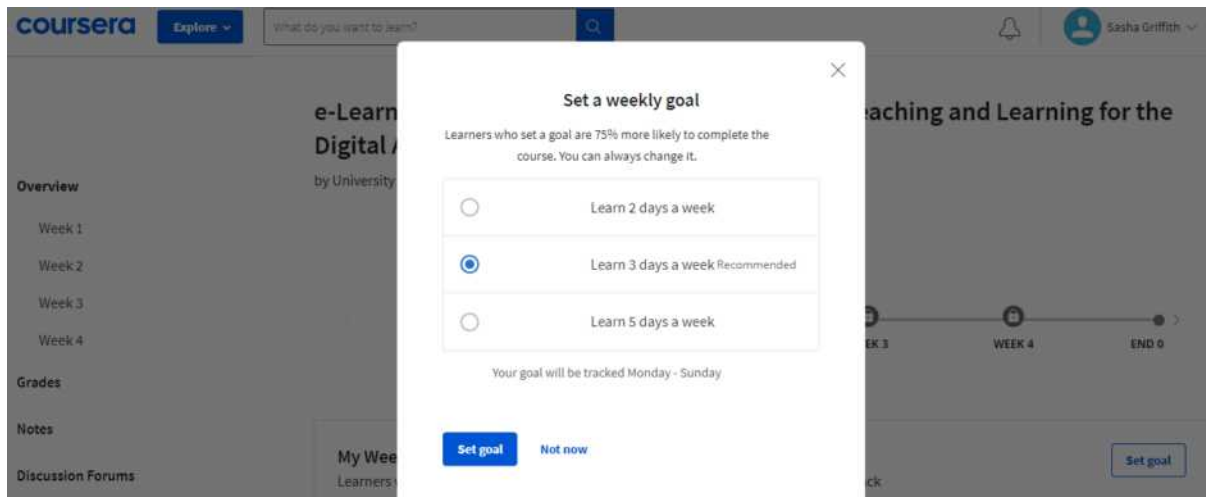 coursera
Explore
What do you want to learn?
Sasha Griffith
Set a weekly goal
Learners who set a goal are 75% more likely to complete the
course. You can always change it.
Learn 2 days a week
Learn 3 days a week Recommended
Learn 5 days a week
Your goal will be tracked Monday - Sunday
Set goal
Not now
e-Learn
aching and Learning for the
Digital
by University
Overview
Week 1
Week 2
Week 3
Week 4
Grades
Notes
Discussion Forums
EK 3
WEEK 4
END 0
My Wee
Learners
ck
Set goal